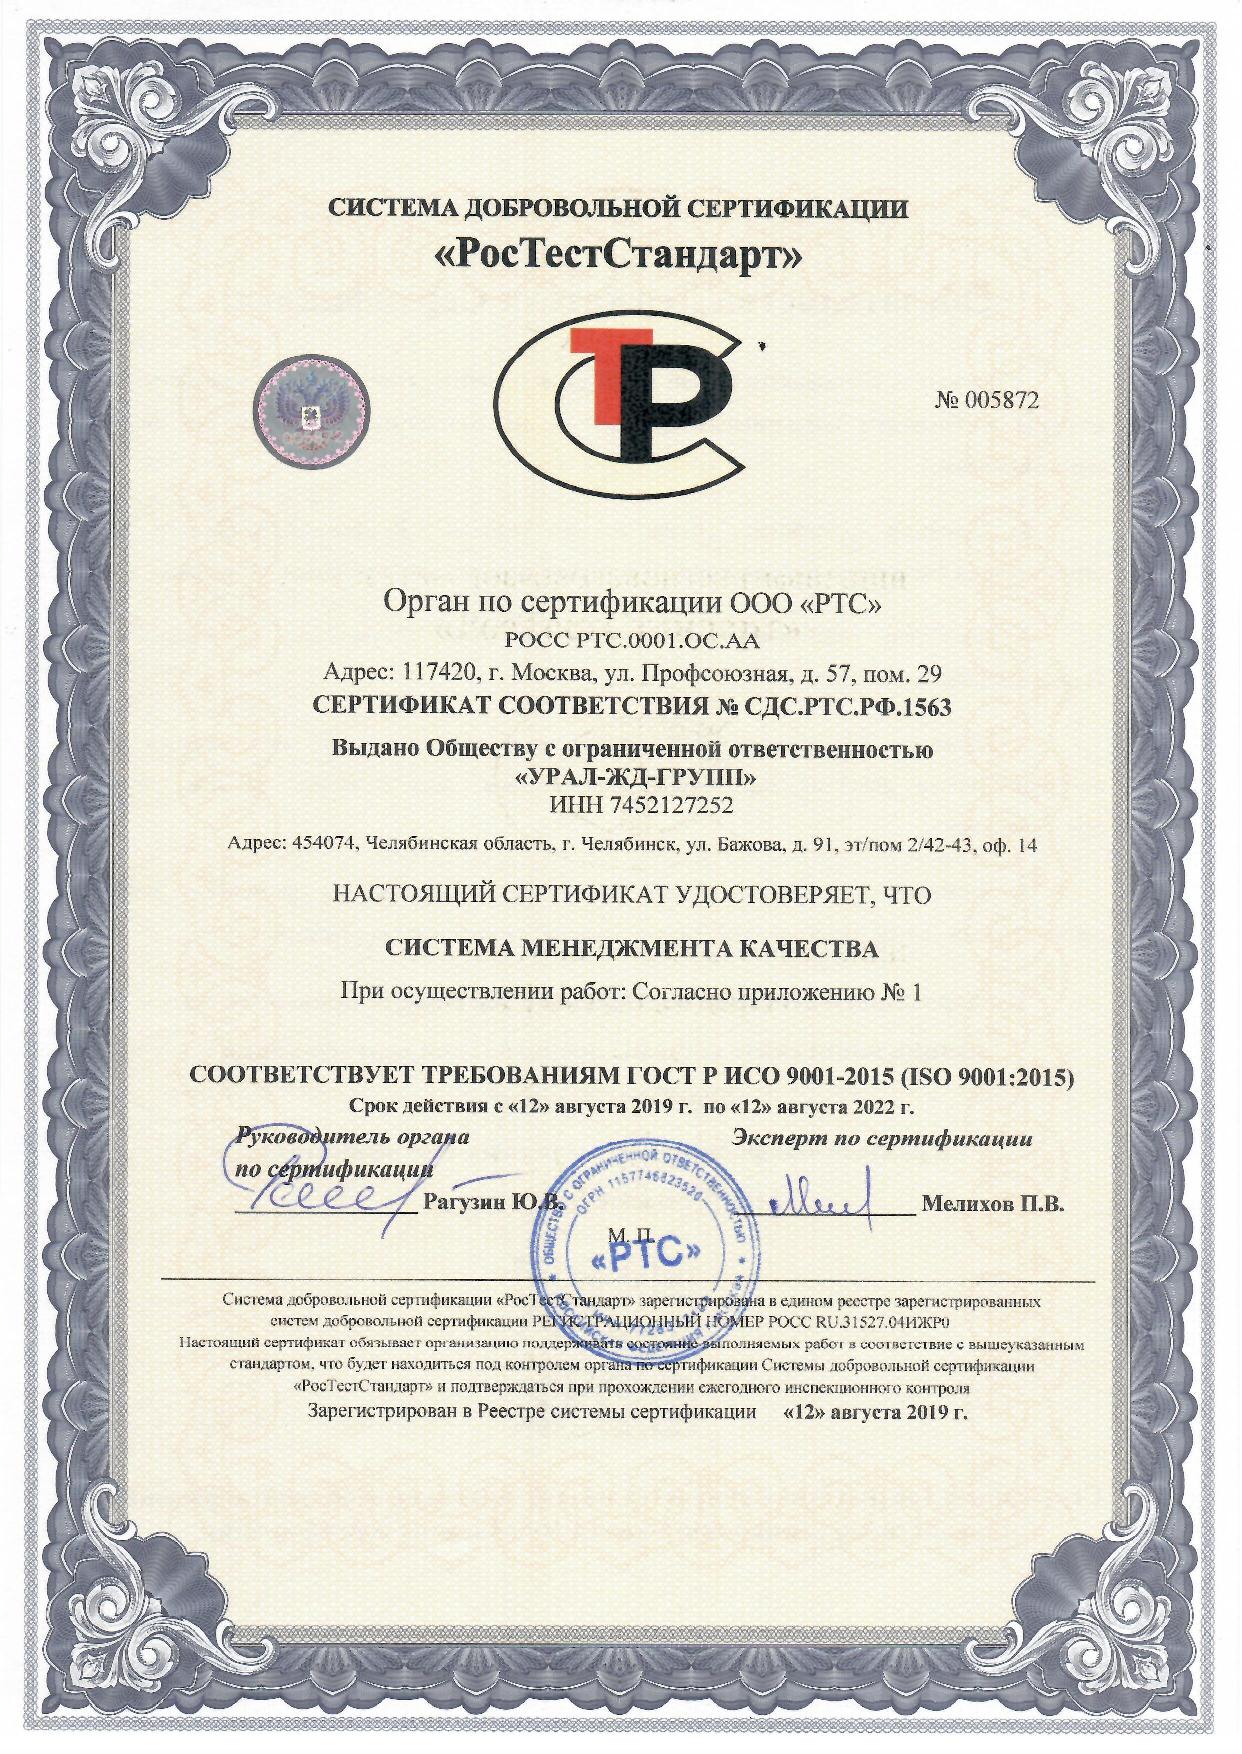 СИСТЕМА ДОБРОВОЛЬНОЙ СЕРТИФИКАЦИИ
«РосТестСтандарт»
СТР
№ 005872
Орган по сертификации ООО «РТС»
РОСС РТС.0001.ОС.АА
Адрес: 117420, г. Москва, ул. Профсоюзная, д. 57, пом. 29
СЕРТИФИКАТ СООТВЕТСТВИЯ № СДС.РТС.РФ.1563
Выдано Обществу с ограниченной ответственностью
«УРАЛ-ЖД-ГРУПП»
ИНН 7452127252
Адрес: 454074, Челябинская область, г. Челябинск, ул. Бажова, д. 91, эт/пом 2/42-43, оф. 14
НАСТОЯЩИЙ СЕРТИФИКАТ УДОСТОВЕРЯЕТ, ЧТО
СИСТЕМА МЕНЕДЖМЕНТА КАЧЕСТВА
При осуществлении работ: Согласно приложению № 1
СООТВЕТСТВУЕТ ТРЕБОВАНИЯМ ГОСТ Р ИСО 9001-2015 (ISO 9001:2015)
Срок действия с «12» августа 2019 г. по «12» августа 2022 г.
Руководитель органа
по сертификации
Рагузин Ю.В.
Эксперт по сертификации
Мелихов П.В.
М. П.
ОБЩЕСТВО С ОГРАНИЧЕННОЙ ОТВЕТСТВЕННОСТЬЮ
ОГРН 1157746623520
«РТС»
Система добровольной сертификации «РосТестСтандарт» зарегистрирована в едином реестре зарегистрированных
систем добровольной сертификации РЕГИСТРАЦИОННЫЙ НОМЕР РОСС RU.31527.04ИЖР0
Настоящий сертификат обязывает организацию поддерживать состояние выполняемых работ в соответствие с вышеуказанным
стандартом, что будет находиться под контролем органа по сертификации Системы добровольной сертификации
«РосТестСтандарт» и подтверждаться при прохождении ежегодного инспекционного контроля
Зарегистрирован в Реестре системы сертификации «12» августа 2019 г.